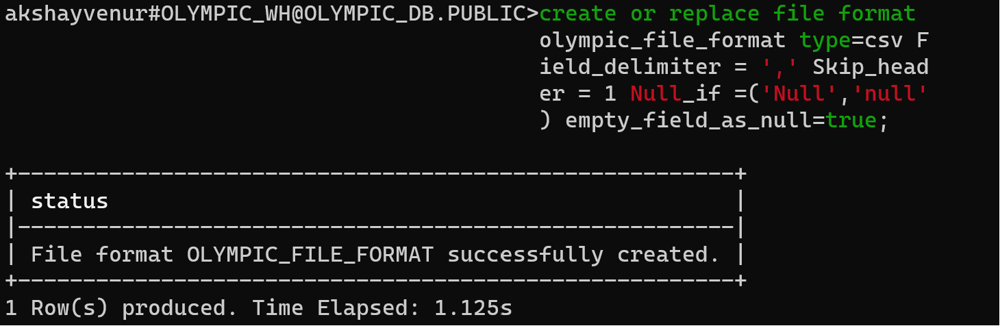 akshayvenur#OLYMPIC_WH@OLYMPIC_DB.PUBLIC>create or replace file format
olympic_file_format type=csv F
ield_delimiter = ',' Skip_head
er = 1 Null_if =('Null','null'
) empty_field_as_null=true;
+-------------------------------------------------------+
| status                                                |
|-------------------------------------------------------|
| File format OLYMPIC_FILE_FORMAT successfully created. |
+-------------------------------------------------------+
1 Row(s) produced. Time Elapsed: 1.125s